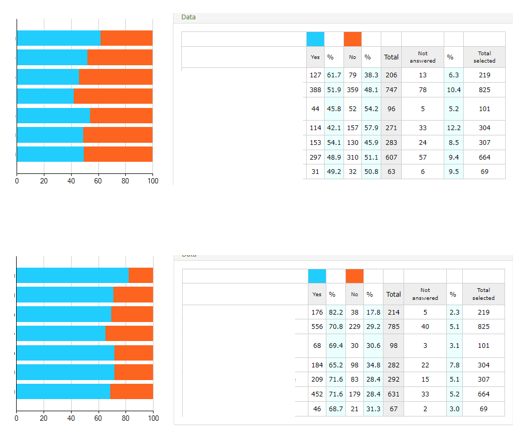 Data
Yes % No % Total Not answered % Total selected
127 61.7 79 38.3 206 13 6.3 219
388 51.9 359 48.1 747 78 10.4 825
44 45.8 52 54.2 96 5 5.2 101
114 42.1 157 57.9 271 33 12.2 304
153 54.1 130 45.9 283 24 8.5 307
297 48.9 310 51.1 607 57 9.4 664
31 49.2 32 50.8 63 6 9.5 69
0 20 40 60 80 100
Yes % No % Total Not answered % Total selected
176 82.2 38 17.8 214 5 2.3 219
556 70.8 229 29.2 785 40 5.1 825
68 69.4 30 30.6 98 3 3.1 101
184 65.2 98 34.8 282 22 7.8 304
209 71.6 83 28.4 292 15 5.1 307
452 71.6 179 28.4 631 33 5.2 664
46 68.7 21 31.3 67 2 3.0 69
0 20 40 60 80 100